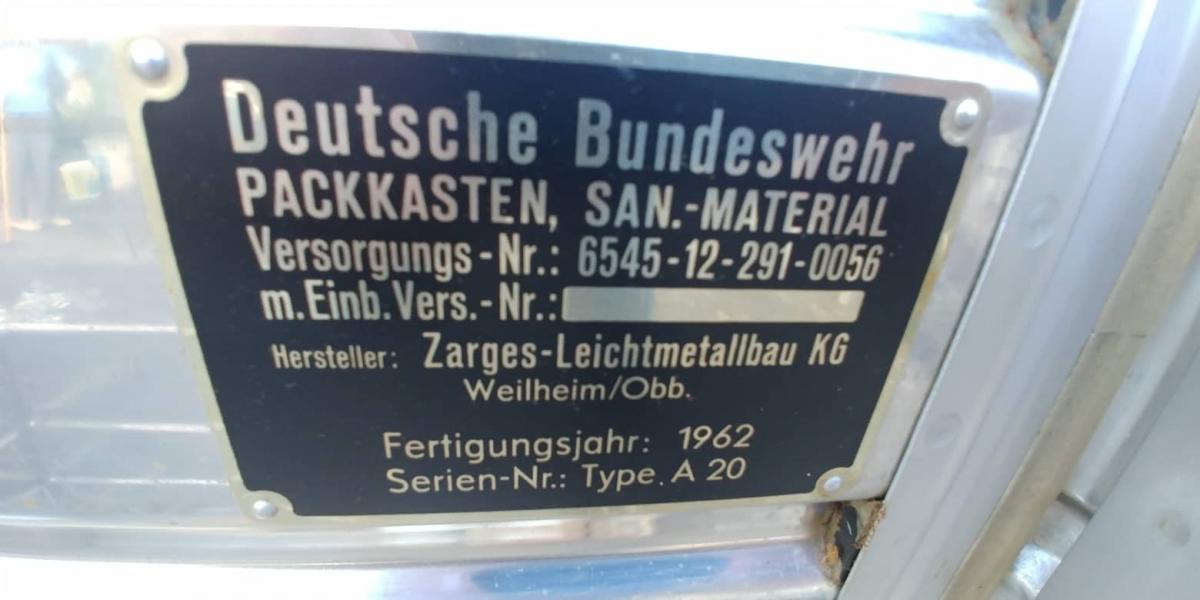 Deutsche Bundeswehr
PACKKASTEN, SAN.-MATERIAL
Versorgungs-Nr.: 6545-12-291-0056
m.Einb.Vers.-Nr.:
Hersteller: Zarges-Leichtmetallbau KG
Weilheim/Obb.
Fertigungsjahr: 1962
Serien-Nr.: Type. A 20